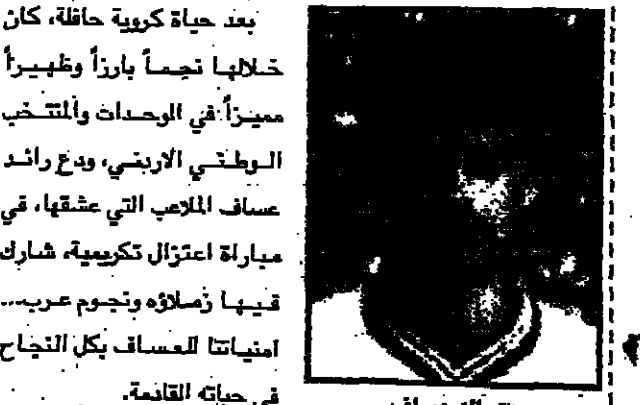 بعد حياة كروية حافلة، كان
خلالها نجماً بارزاً وظهيراً
مميزاً في الوحدات والمنتخب
الوطني الاردني، ودع رائد
عساف الملاعب التي عشقها، في
مباراة اعتزال تكريمية، شارك
فيها زملاؤه ونجوم عرب...
امنياتنا للعساف بكل النجاح
في حياته القادمة.